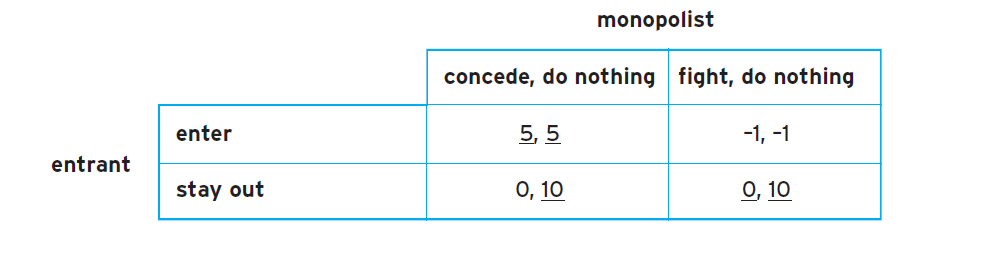 monopolist
concede, do nothing fight, do nothing
enter 5, 5 -1, -1
entrant
stay out 0, 10 0, 10